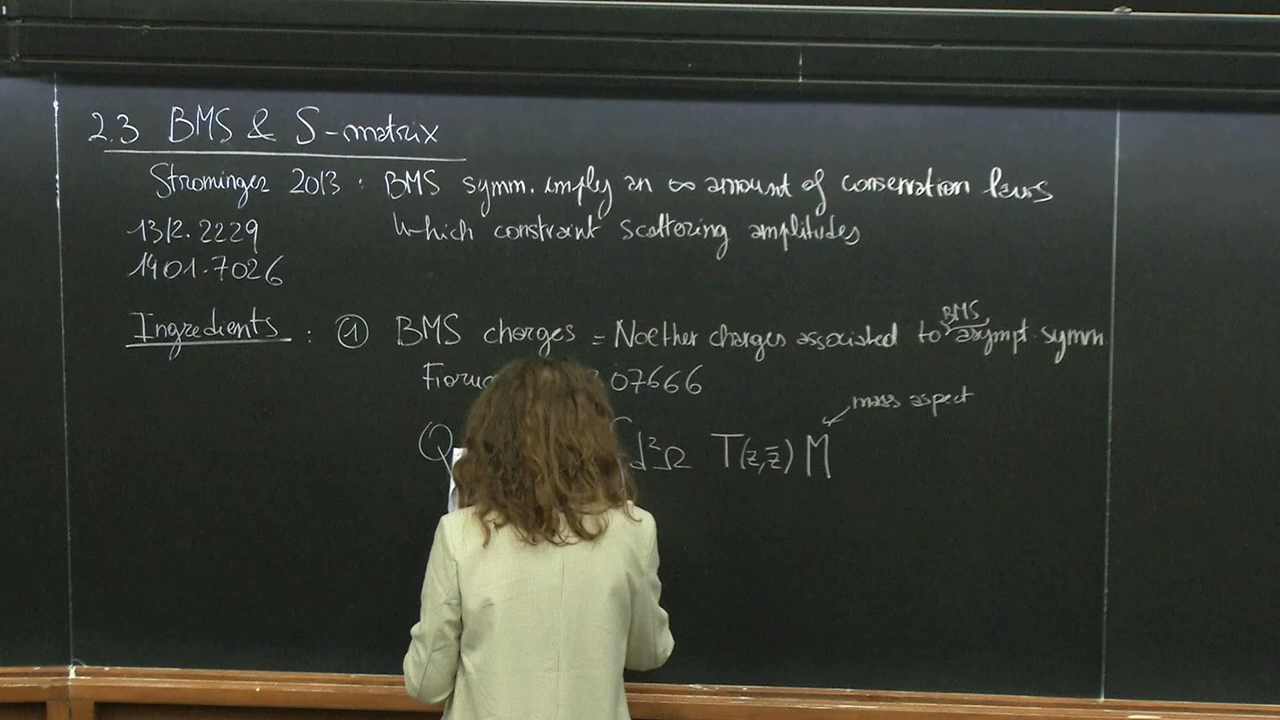 2.3 BMS & S-matrix
Strominger 2013 : BMS symm. imply an ∞ amount of conservation laws
1312.2229 which constraint scattering amplitudes
1401.7026
Ingredients : ① BMS charges = Noether charges associated to BMS asympt. symm
07666
mass aspect
Q d²Ω T(z,z̄) M